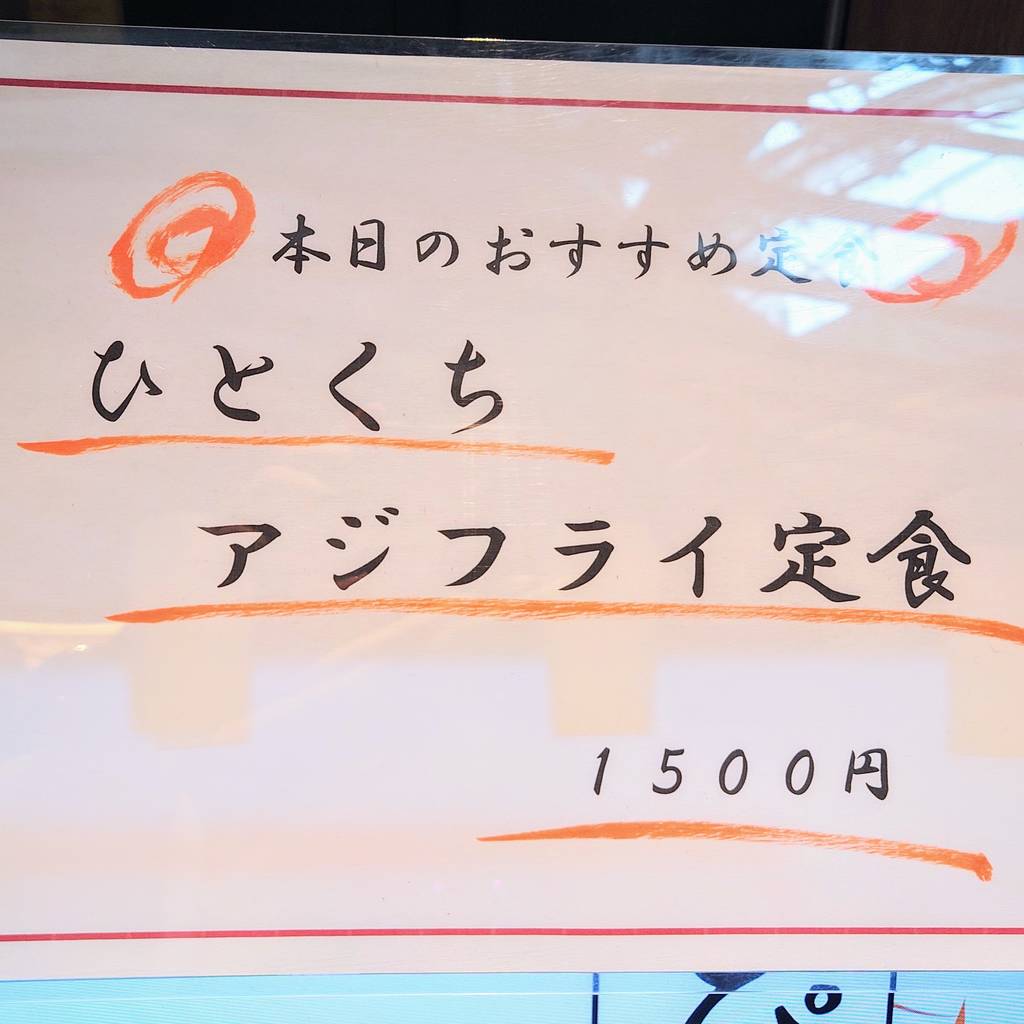 本日のおすすめ定食
ひとくち
アジフライ定食
1500円